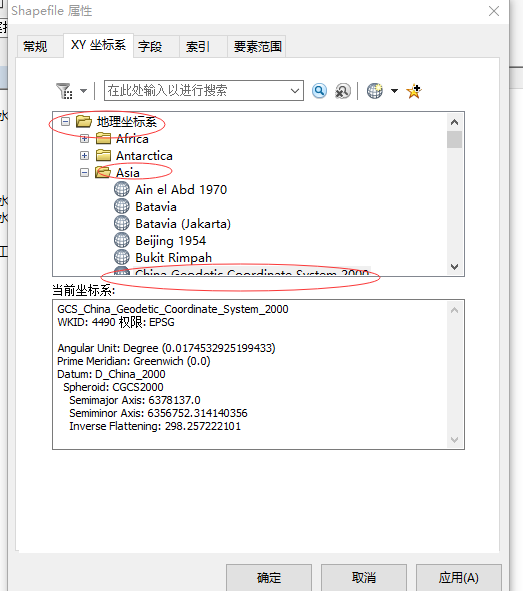 Shapefile 属性
常规 XY 坐标系 字段 索引 要素范围
在此处输入以进行搜索
地理坐标系
Africa
Antarctica
Asia
Ain el Abd 1970
Batavia
Batavia (Jakarta)
Beijing 1954
Bukit Rimpah
China Geodetic Coordinate System 2000
当前坐标系:
GCS_China_Geodetic_Coordinate_System_2000
WKID: 4490 权限: EPSG
Angular Unit: Degree (0.0174532925199433)
Prime Meridian: Greenwich (0.0)
Datum: D_China_2000
Spheroid: CGCS2000
Semimajor Axis: 6378137.0
Semiminor Axis: 6356752.314140356
Inverse Flattening: 298.257222101
确定 取消 应用(A)